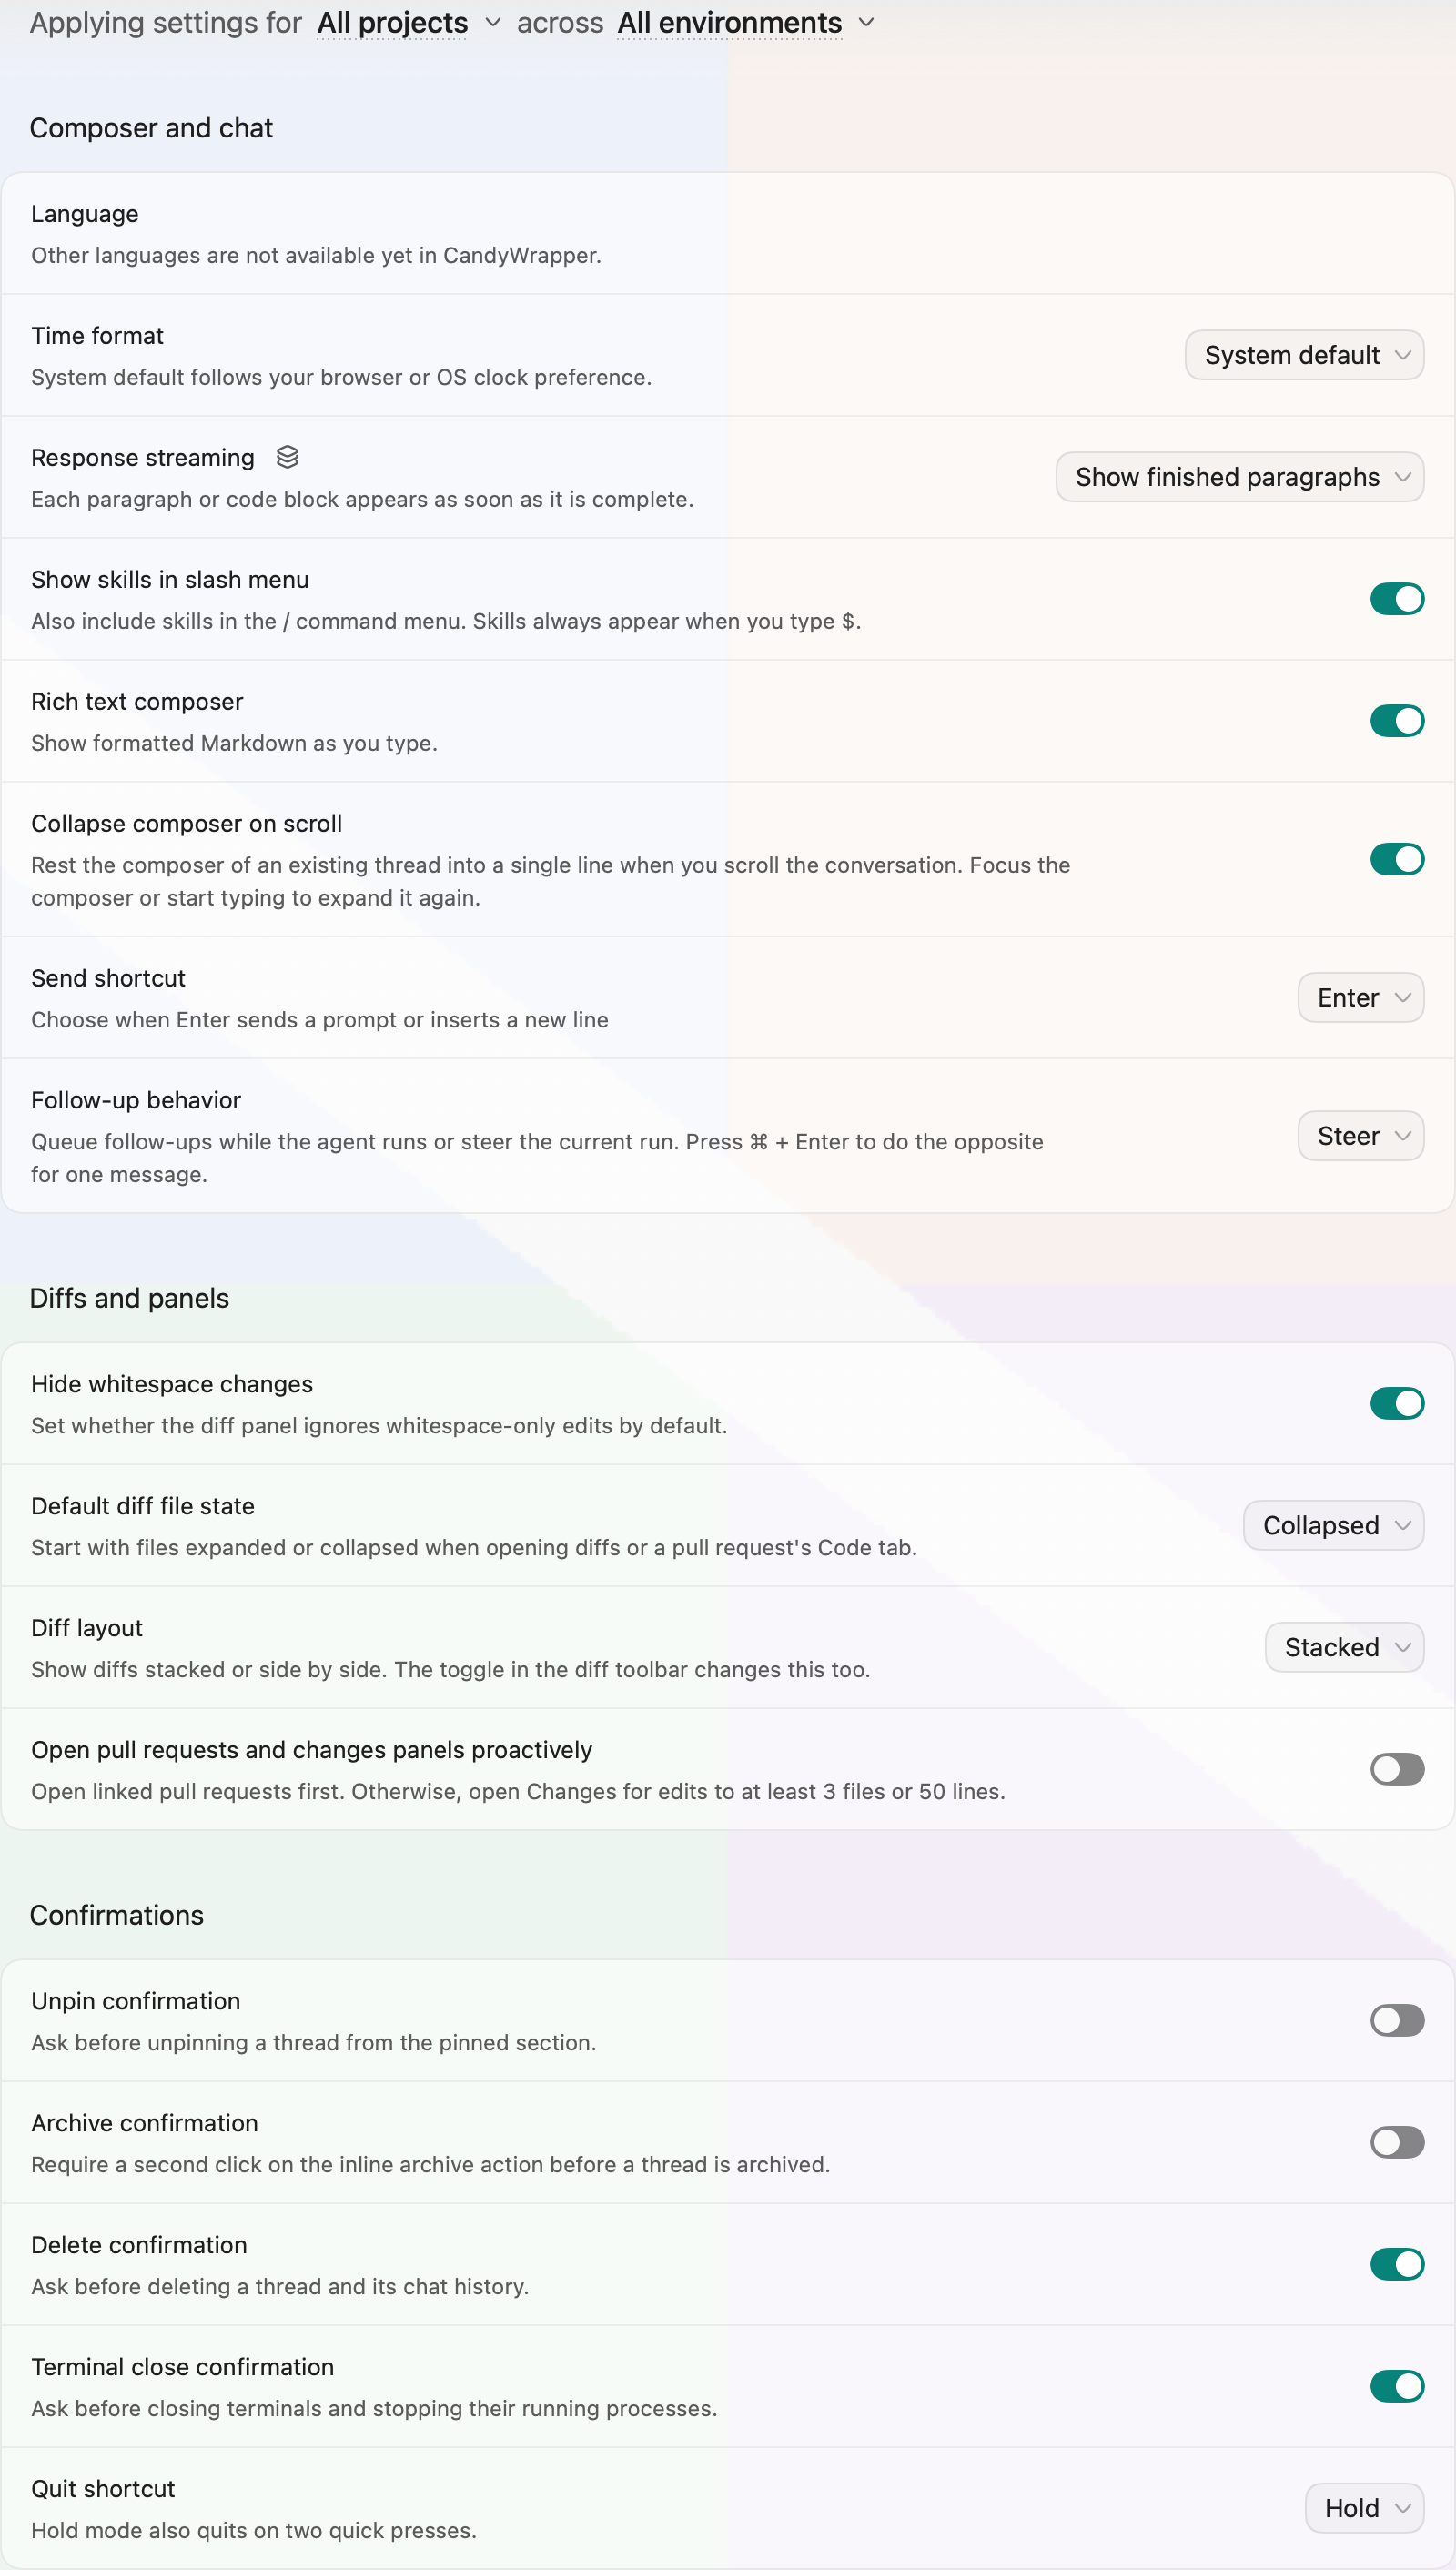 Applying settings for All projects across All environments
Composer and chat
Language
Other languages are not available yet in CandyWrapper.
Time format
System default follows your browser or OS clock preference.
System default
Response streaming
Each paragraph or code block appears as soon as it is complete.
Show finished paragraphs
Show skills in slash menu
Also include skills in the / command menu. Skills always appear when you type $.
Rich text composer
Show formatted Markdown as you type.
Collapse composer on scroll
Rest the composer of an existing thread into a single line when you scroll the conversation. Focus the
composer or start typing to expand it again.
Send shortcut
Choose when Enter sends a prompt or inserts a new line
Enter
Follow-up behavior
Queue follow-ups while the agent runs or steer the current run. Press ⌘ + Enter to do the opposite
for one message.
Steer
Diffs and panels
Hide whitespace changes
Set whether the diff panel ignores whitespace-only edits by default.
Default diff file state
Start with files expanded or collapsed when opening diffs or a pull request's Code tab.
Collapsed
Diff layout
Show diffs stacked or side by side. The toggle in the diff toolbar changes this too.
Stacked
Open pull requests and changes panels proactively
Open linked pull requests first. Otherwise, open Changes for edits to at least 3 files or 50 lines.
Confirmations
Unpin confirmation
Ask before unpinning a thread from the pinned section.
Archive confirmation
Require a second click on the inline archive action before a thread is archived.
Delete confirmation
Ask before deleting a thread and its chat history.
Terminal close confirmation
Ask before closing terminals and stopping their running processes.
Quit shortcut
Hold mode also quits on two quick presses.
Hold